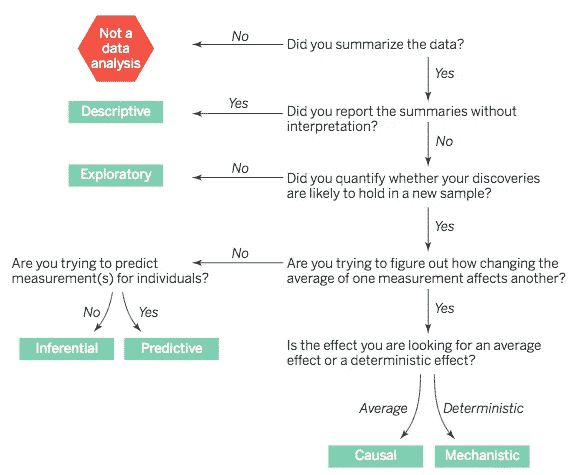 Not a
data
analysis
No
Did you summarize the data?
Yes
Descriptive
Yes
Did you report the summaries without
interpretation?
No
Exploratory
No
Did you quantify whether your discoveries
are likely to hold in a new sample?
Yes
Are you trying to predict
measurement(s) for individuals?
No
Are you trying to figure out how changing the
average of one measurement affects another?
No
Yes
Yes
Inferential
Predictive
Is the effect you are looking for an average
effect or a deterministic effect?
Average
Deterministic
Causal
Mechanistic